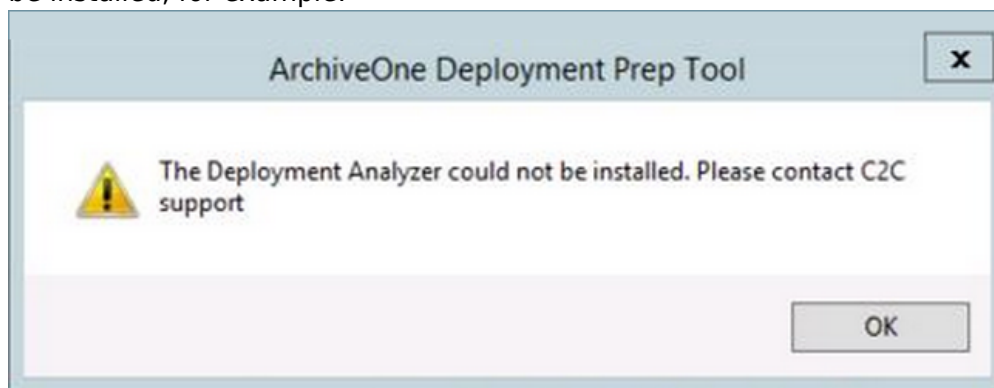 be installed, for example:
ArchiveOne Deployment Prep Tool
x
The Deployment Analyzer could not be installed. Please contact C2C
support
OK